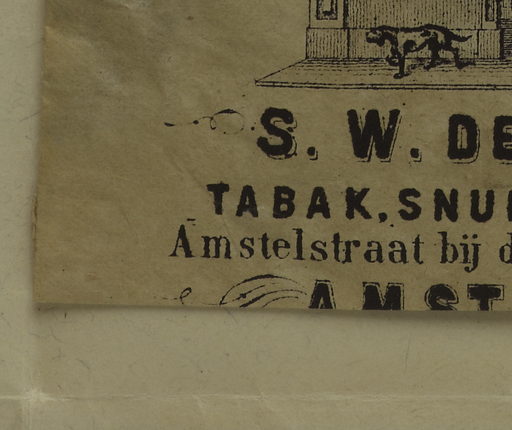 S. W. DE
TABAK, SNU
Amstelstraat bij d
AMST